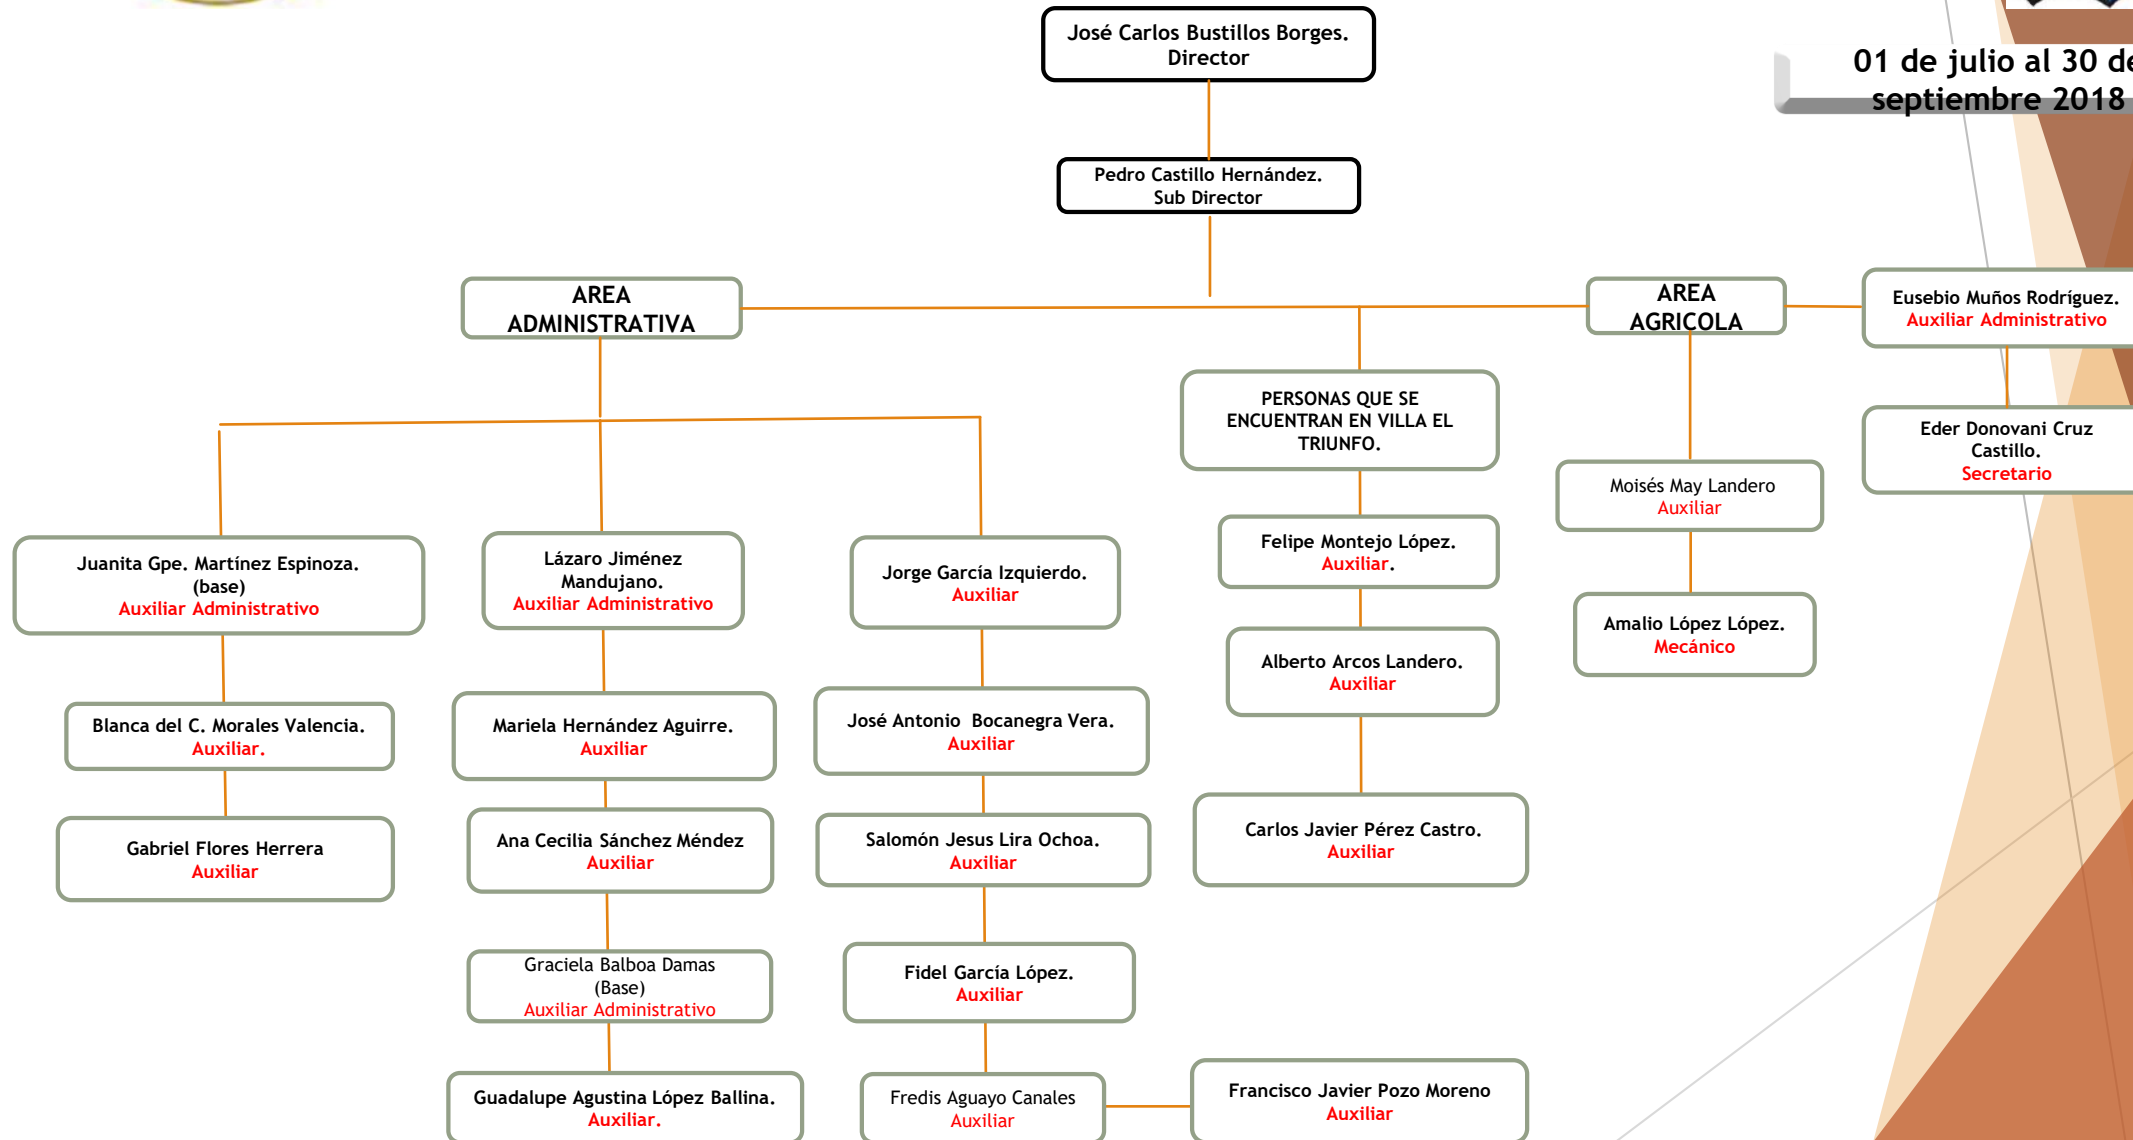 José Carlos Bustillos Borges.
Director
01 de julio al 30 de
septiembre 2018
Pedro Castillo Hernández.
Sub Director
AREA
ADMINISTRATIVA
AREA
AGRICOLA
Eusebio Muños Rodríguez.
Auxiliar Administrativo
PERSONAS QUE SE
ENCUENTRAN EN VILLA EL
TRIUNFO.
Eder Donovani Cruz
Castillo.
Secretario
Moisés May Landero
Auxiliar
Juanita Gpe. Martínez Espinoza.
(base)
Auxiliar Administrativo
Lázaro Jiménez
Mandujano.
Auxiliar Administrativo
Jorge García Izquierdo.
Auxiliar
Felipe Montejo López.
Auxiliar.
Amalio López López.
Mecánico
Alberto Arcos Landero.
Auxiliar
Blanca del C. Morales Valencia.
Auxiliar.
Mariela Hernández Aguirre.
Auxiliar
José Antonio  Bocanegra Vera.
Auxiliar
Gabriel Flores Herrera
Auxiliar
Ana Cecilia Sánchez Méndez
Auxiliar
Salomón Jesus Lira Ochoa.
Auxiliar
Carlos Javier Pérez Castro.
Auxiliar
Graciela Balboa Damas
(Base)
Auxiliar Administrativo
Fidel García López.
Auxiliar
Guadalupe Agustina López Ballina.
Auxiliar.
Fredis Aguayo Canales
Auxiliar
Francisco Javier Pozo Moreno
Auxiliar